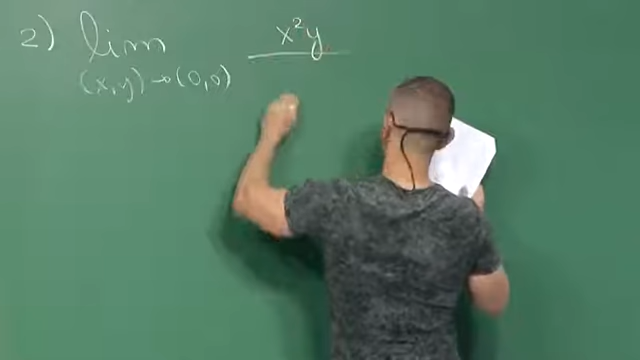 2) lim x²y
(x,y)→(0,0)